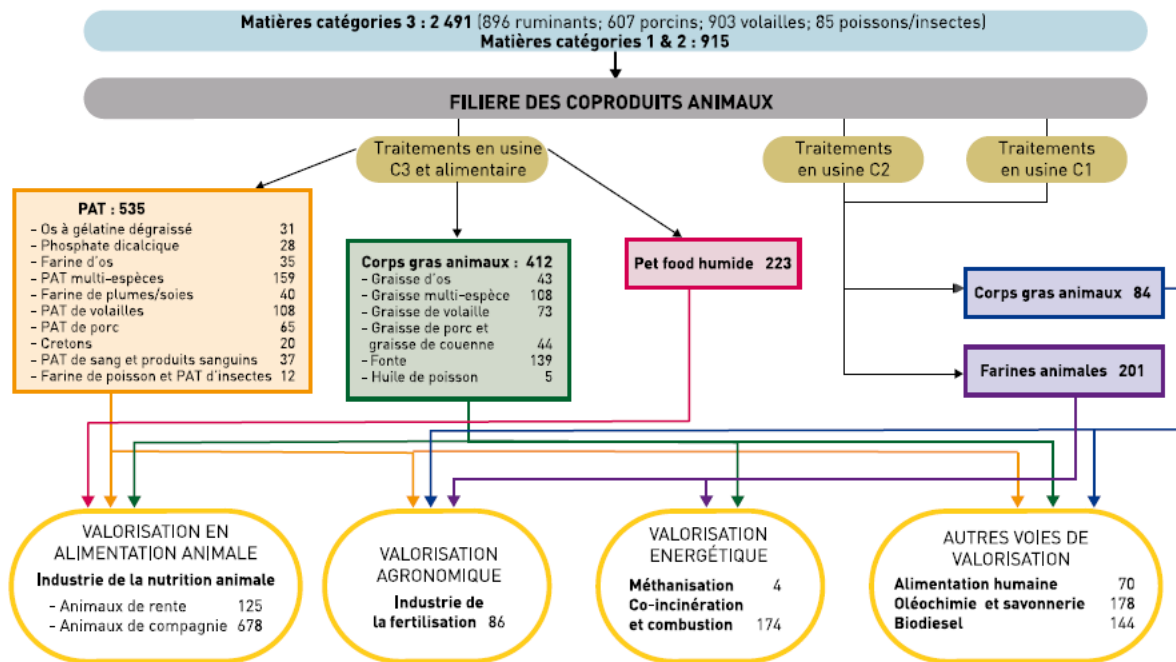 Matières catégories 3 : 2 491 (896 ruminants; 607 porcins; 903 volailles; 85 poissons/insectes)
Matières catégories 1 & 2 : 915
FILIERE DES COPRODUITS ANIMAUX
Traitements en usine
C3 et alimentaire
Traitements
en usine C2
Traitements
en usine C1
PAT : 535
– Os à gélatine dégraissé 31
– Phosphate dicalcique 28
– Farine d'os 35
– PAT multi-espèces 159
– Farine de plumes/soies 40
– PAT de volailles 108
– PAT de porc 65
– Cretons 20
– PAT de sang et produits sanguins 37
– Farine de poisson et PAT d'insectes 12
Corps gras animaux : 412
– Graisse d'os 43
– Graisse multi-espèce 108
– Graisse de volaille 73
– Graisse de porc et
graisse de couenne 44
– Fonte 139
– Huile de poisson 5
Pet food humide 223
Corps gras animaux 84
Farines animales 201
VALORISATION EN
ALIMENTATION ANIMALE
Industrie de la nutrition animale
– Animaux de rente 125
– Animaux de compagnie 678
VALORISATION
AGRONOMIQUE
Industrie de
la fertilisation 86
VALORISATION
ENERGÉTIQUE
Méthanisation 4
Co-incinération
et combustion 174
AUTRES VOIES DE
VALORISATION
Alimentation humaine 70
Oléochimie et savonnerie 178
Biodiesel 144